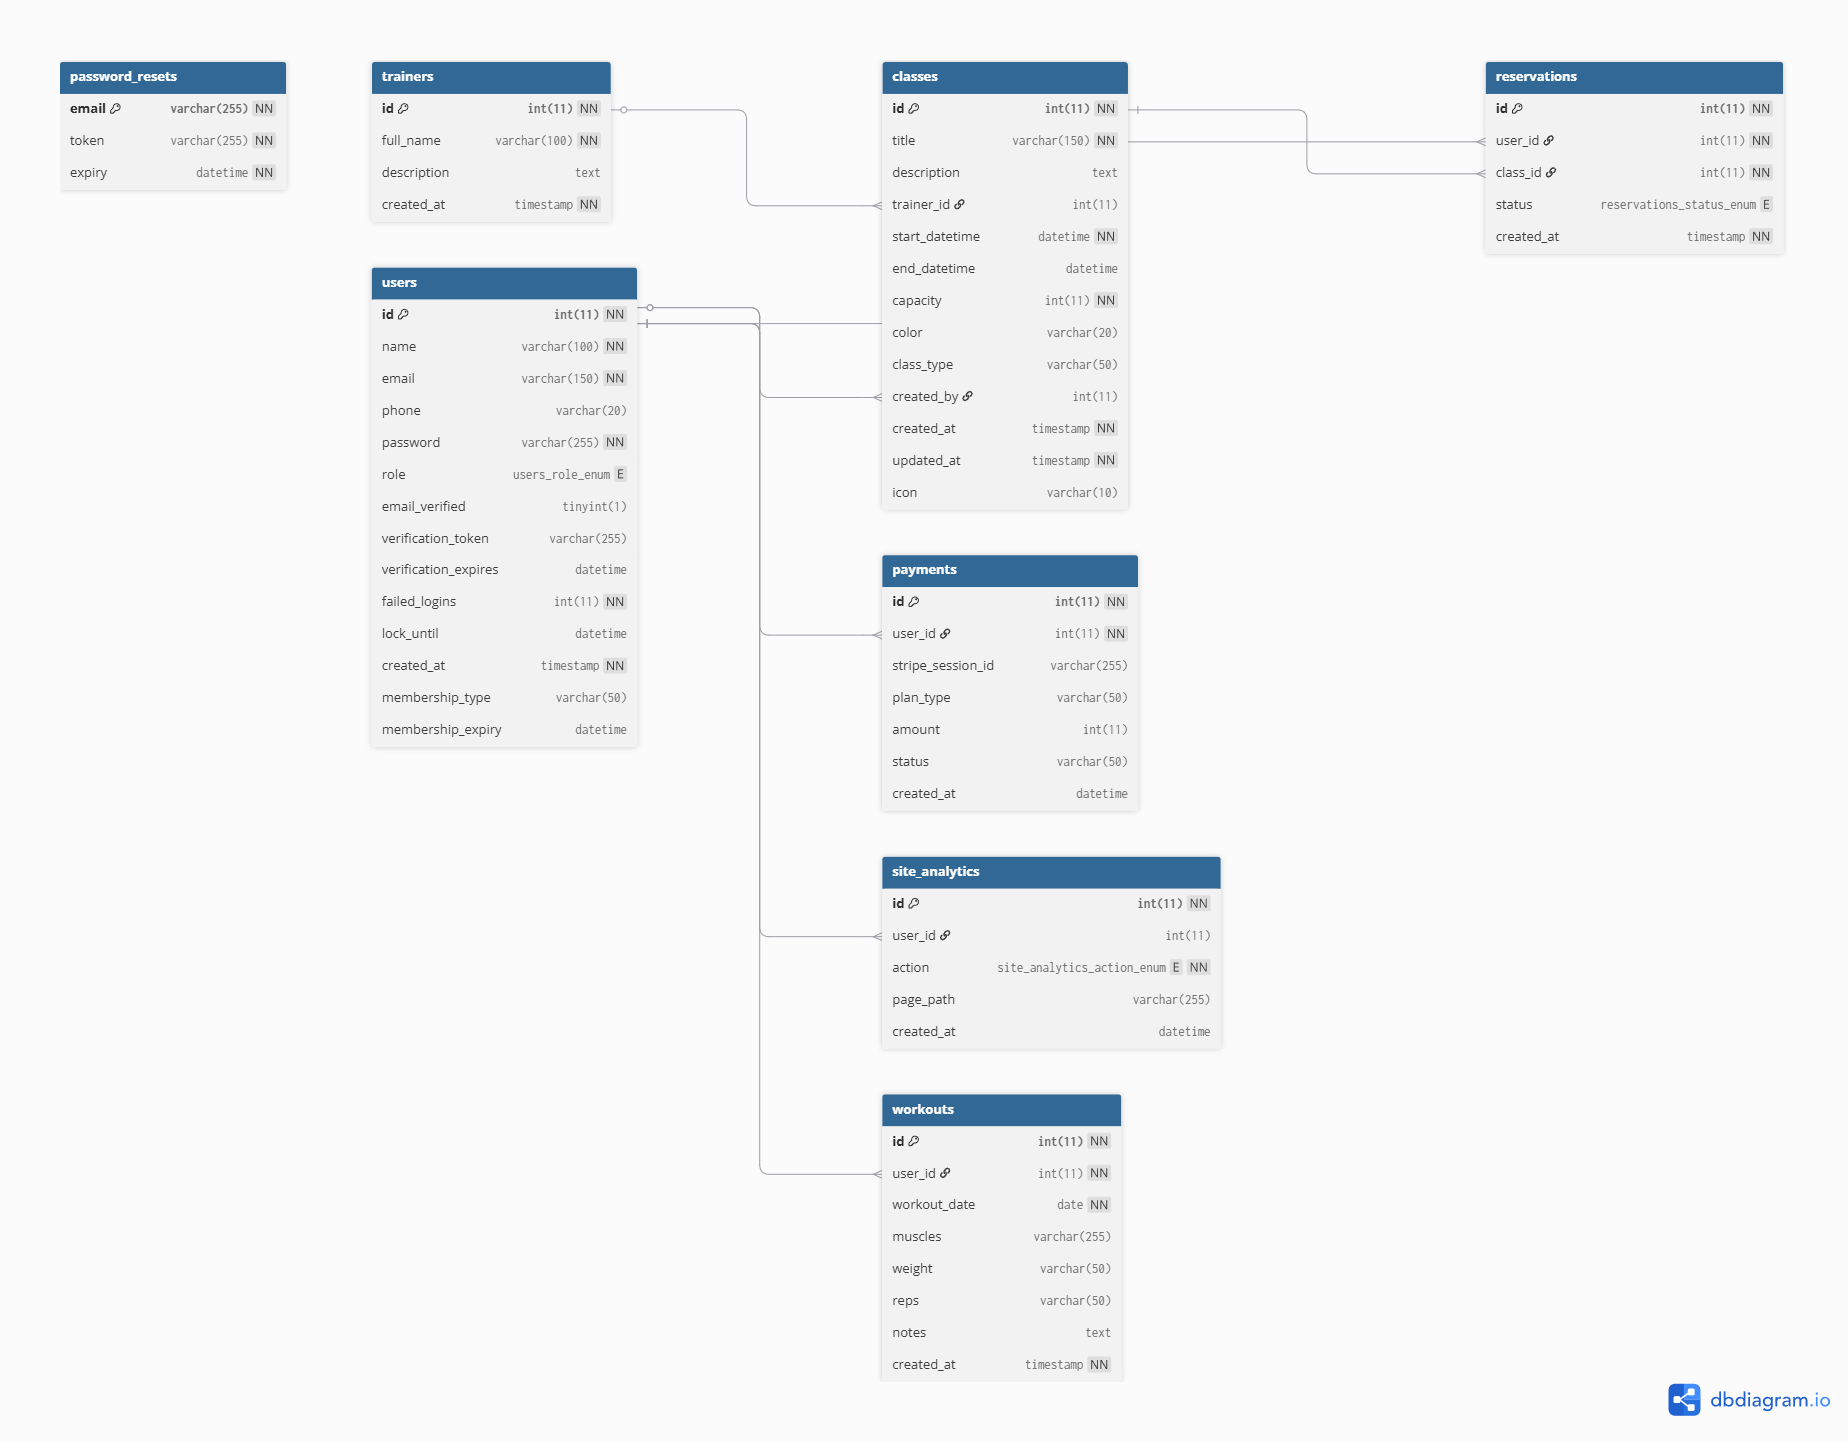 password_resets
email varchar(255) NN
token varchar(255) NN
expiry datetime NN
trainers
id int(11) NN
full_name varchar(100) NN
description text
created_at timestamp NN
users
id int(11) NN
name varchar(100) NN
email varchar(150) NN
phone varchar(20)
password varchar(255) NN
role users_role_enum E
email_verified tinyint(1)
verification_token varchar(255)
verification_expires datetime
failed_logins int(11) NN
lock_until datetime
created_at timestamp NN
membership_type varchar(50)
membership_expiry datetime
classes
id int(11) NN
title varchar(150) NN
description text
trainer_id int(11)
start_datetime datetime NN
end_datetime datetime
capacity int(11) NN
color varchar(20)
class_type varchar(50)
created_by int(11)
created_at timestamp NN
updated_at timestamp NN
icon varchar(10)
payments
id int(11) NN
user_id int(11) NN
stripe_session_id varchar(255)
plan_type varchar(50)
amount int(11)
status varchar(50)
created_at datetime
site_analytics
id int(11) NN
user_id int(11)
action site_analytics_action_enum E NN
page_path varchar(255)
created_at datetime
workouts
id int(11) NN
user_id int(11) NN
workout_date date NN
muscles varchar(255)
weight varchar(50)
reps varchar(50)
notes text
created_at timestamp NN
reservations
id int(11) NN
user_id int(11) NN
class_id int(11) NN
status reservations_status_enum E
created_at timestamp NN
dbdiagram.io